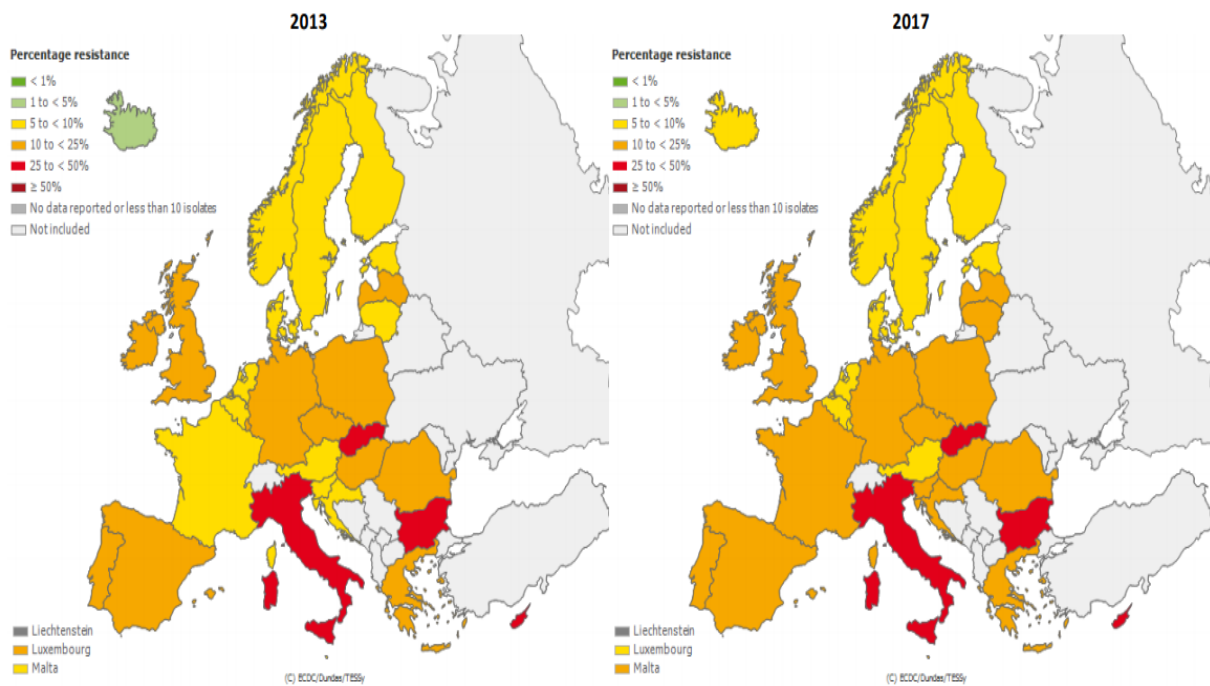 2013
Percentage resistance
< 1%
1 to < 5%
5 to < 10%
10 to < 25%
25 to < 50%
≥ 50%
No data reported or less than 10 isolates
Not included
Liechtenstein
Luxembourg
Malta
(C) ECDC/Dundas/TESSy
2017
Percentage resistance
< 1%
1 to < 5%
5 to < 10%
10 to < 25%
25 to < 50%
≥ 50%
No data reported or less than 10 isolates
Not included
Liechtenstein
Luxembourg
Malta
(C) ECDC/Dundas/TESSy